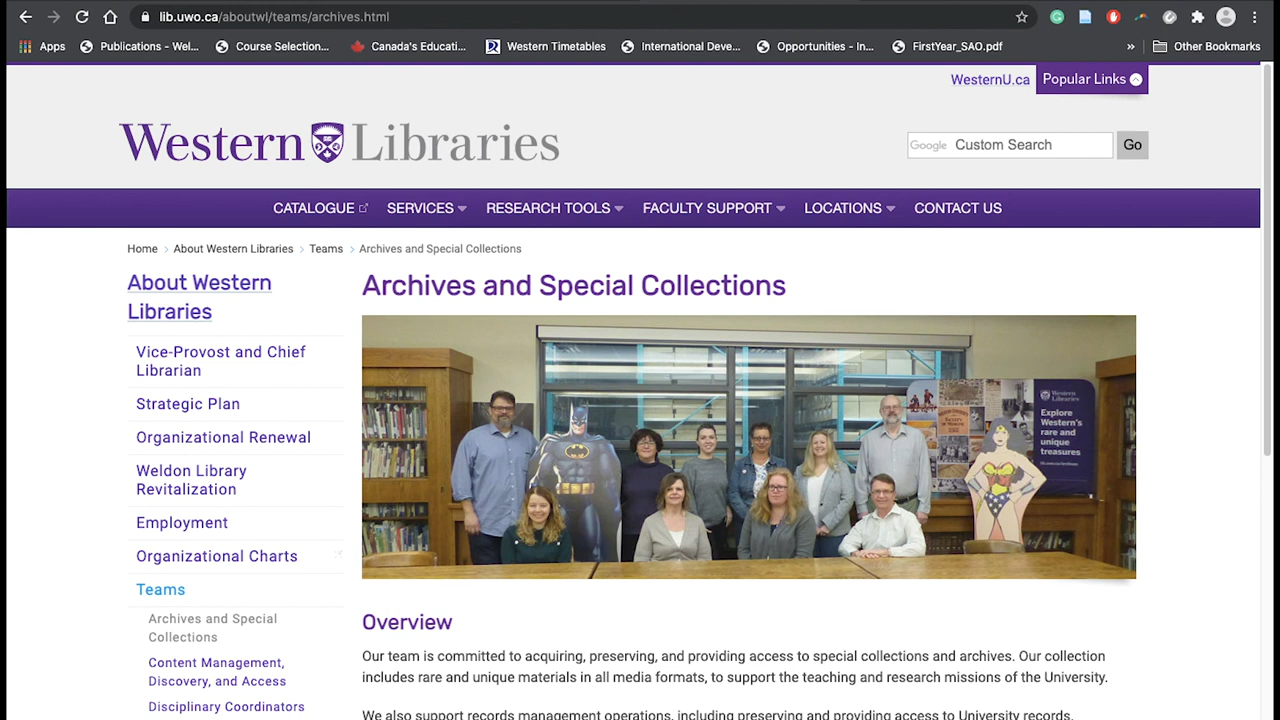 lib.uwo.ca/aboutwl/teams/archives.html
Apps Publications - Wel... Course Selection... Canada's Educati... Western Timetables International Deve... Opportunities - In... FirstYear_SAO.pdf » Other Bookmarks
WesternU.ca Popular Links
Western Libraries
Google Custom Search Go
CATALOGUE SERVICES RESEARCH TOOLS FACULTY SUPPORT LOCATIONS CONTACT US
Home › About Western Libraries › Teams › Archives and Special Collections
About Western
Libraries
Vice-Provost and Chief
Librarian
Strategic Plan
Organizational Renewal
Weldon Library
Revitalization
Employment
Organizational Charts
Teams
Archives and Special
Collections
Content Management,
Discovery, and Access
Disciplinary Coordinators
Archives and Special Collections
Western
Libraries
Explore
Western's
rare and
unique
treasures
Overview
Our team is committed to acquiring, preserving, and providing access to special collections and archives. Our collection
includes rare and unique materials in all media formats, to support the teaching and research missions of the University.
We also support records management operations, including preserving and providing access to University records.